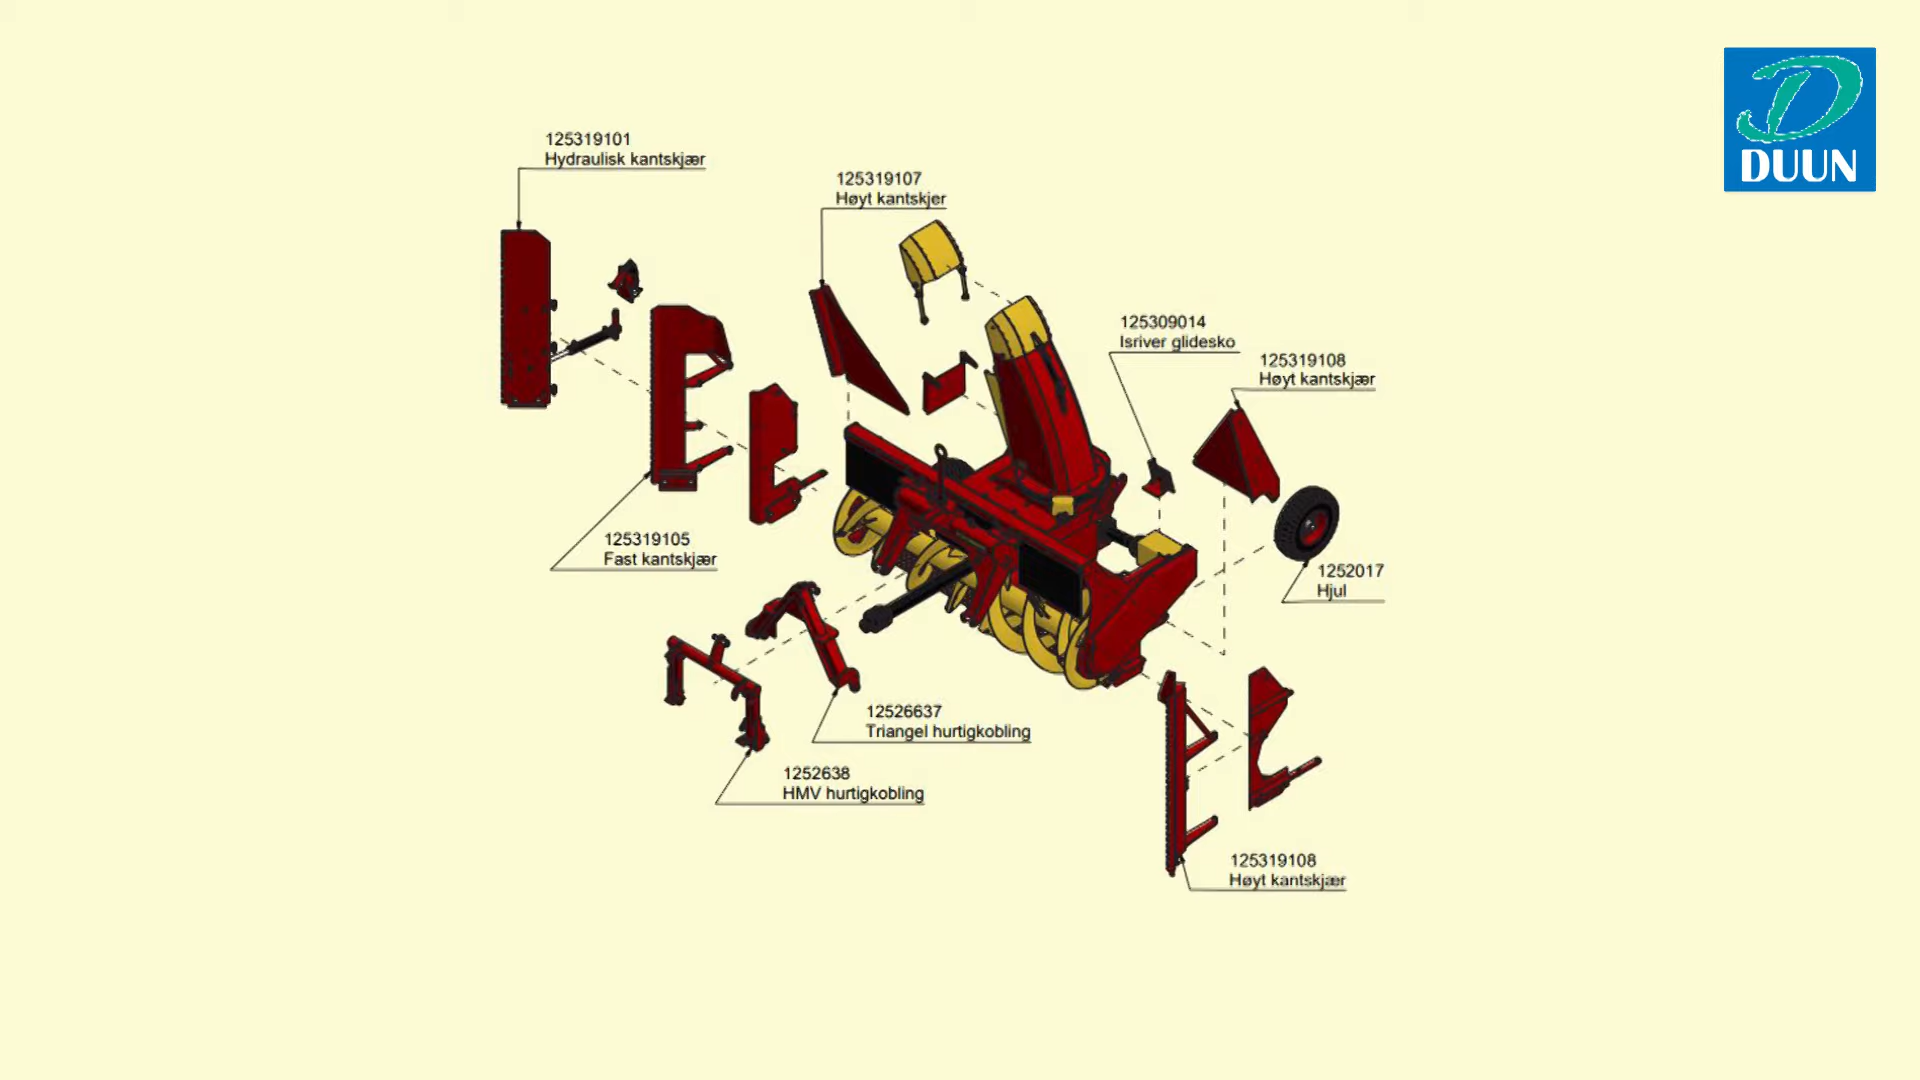 DUUN
125319101
Hydraulisk kantskjær
125319107
Høyt kantskjer
125309014
Isriver glidesko
125319108
Høyt kantskjær
125319105
Fast kantskjær
1252017
Hjul
12526637
Triangel hurtigkobling
1252638
HMV hurtigkobling
125319108
Høyt kantskjær